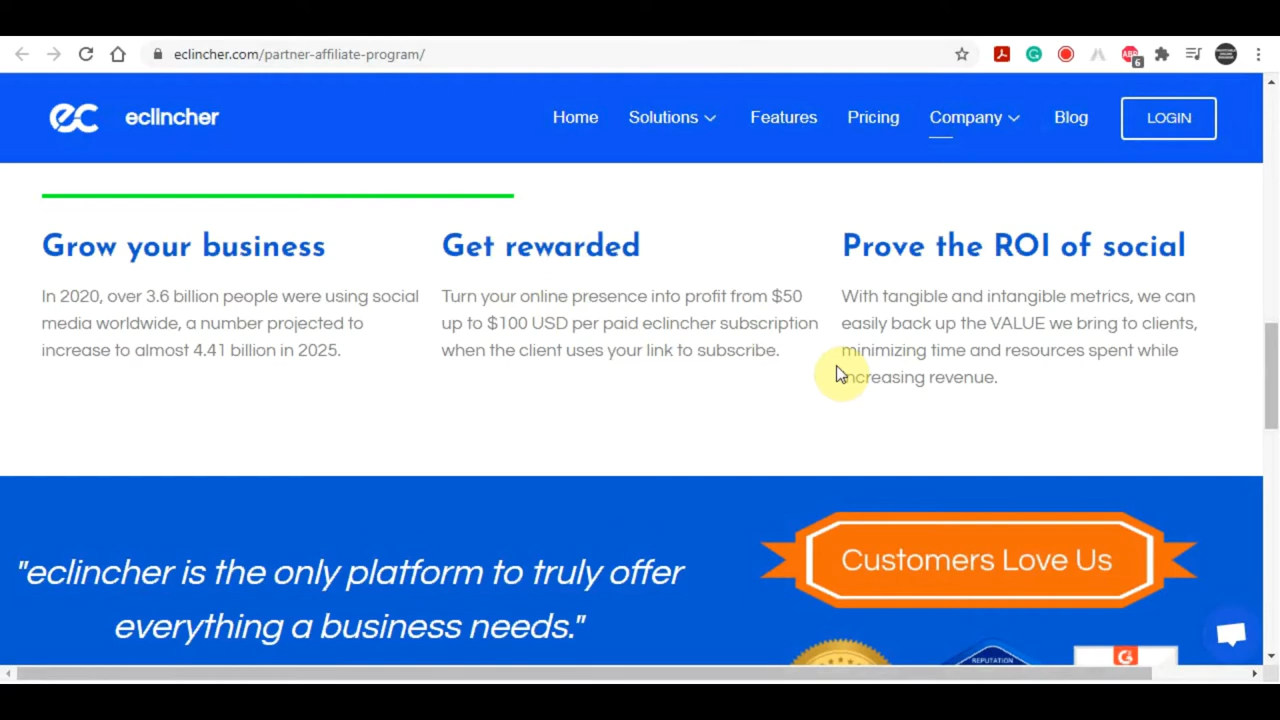 eclincher.com/partner-affiliate-program/
ABP
6
ec
eclincher
Home
Solutions
Features
Pricing
Company
Blog
LOGIN
Grow your business
In 2020, over 3.6 billion people were using social
media worldwide, a number projected to
increase to almost 4.41 billion in 2025.
Get rewarded
Turn your online presence into profit from $50
up to $100 USD per paid eclincher subscription
when the client uses your link to subscribe.
Prove the ROI of social
With tangible and intangible metrics, we can
easily back up the VALUE we bring to clients,
minimizing time and resources spent while
increasing revenue.
"eclincher is the only platform to truly offer
everything a business needs."
Customers Love Us
REPUTATION
G